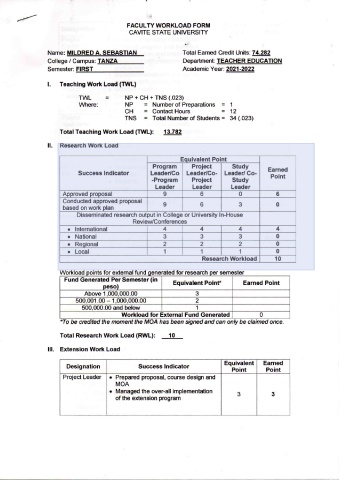 FACULTY WORKLOAD FORM
CAVITE STATE UNIVERSITY
Name: MILDRED A. SEBASTIAN Total Earned Credit Units: 74.282
College / Campus: TANZA Department: TEACHER EDUCATION
Semester: FIRST Academic Year: 2021-2022
I. Teaching Work Load (TWL)
TWL = NP + CH + TNS (.023)
Where: NP = Number of Preparations = 1
CH = Contact Hours = 12
TNS = Total Number of Students = 34 (.023)
Total Teaching Work Load (TWL): 13.782
II. Research Work Load
Success Indicator Equivalent Point Earned Point
Program Leader/Co-Program Leader Project Leader/Co-Project Leader Study Leader/ Co-Study Leader
Approved proposal 9 6 0 6
Conducted approved proposal based on work plan 9 6 3 0
Disseminated research output in College or University In-House Review/Conferences
• International 4 4 4 4
• National 3 3 3 0
• Regional 2 2 2 0
• Local 1 1 1 0
Research Workload 10
Workload points for external fund generated for research per semester
Fund Generated Per Semester (in peso) Equivalent Point* Earned Point
Above 1,000,000.00 3
500,001.00 – 1,000,000.00 2
500,000.00 and below 1
Workload for External Fund Generated 0
*To be credited the moment the MOA has been signed and can only be claimed once.
Total Research Work Load (RWL): 10
III. Extension Work Load
Designation Success Indicator Equivalent Point Earned Point
Project Leader • Prepared proposal, course design and MOA
• Managed the over-all implementation of the extension program 3 3